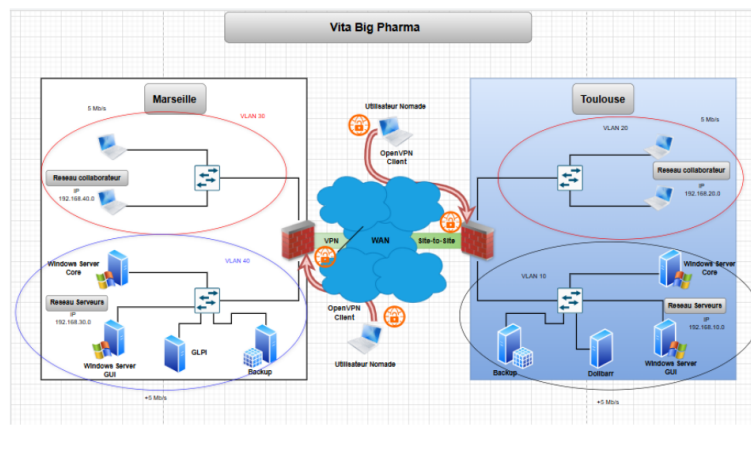 Vita Big Pharma
Marseille
5 Mb/s
VLAN 30
Reseau collaborateur
IP
192.168.40.0
VLAN 40
Windows Server
Core
Reseau Serveurs
IP
192.168.30.0
Windows Server
GUI
GLPI
Backup
+5 Mb/s
Utilisateur Nomade
OpenVPN
Client
VPN
WAN
Site-to-Site
OpenVPN
Client
Utilisateur Nomade
Toulouse
5 Mb/s
VLAN 20
Reseau collaborateur
IP
192.168.20.0
VLAN 10
Windows Server
Core
Reseau Serveurs
IP
192.168.10.0
Backup
Dolibarr
Windows Server
GUI
+5 Mb/s